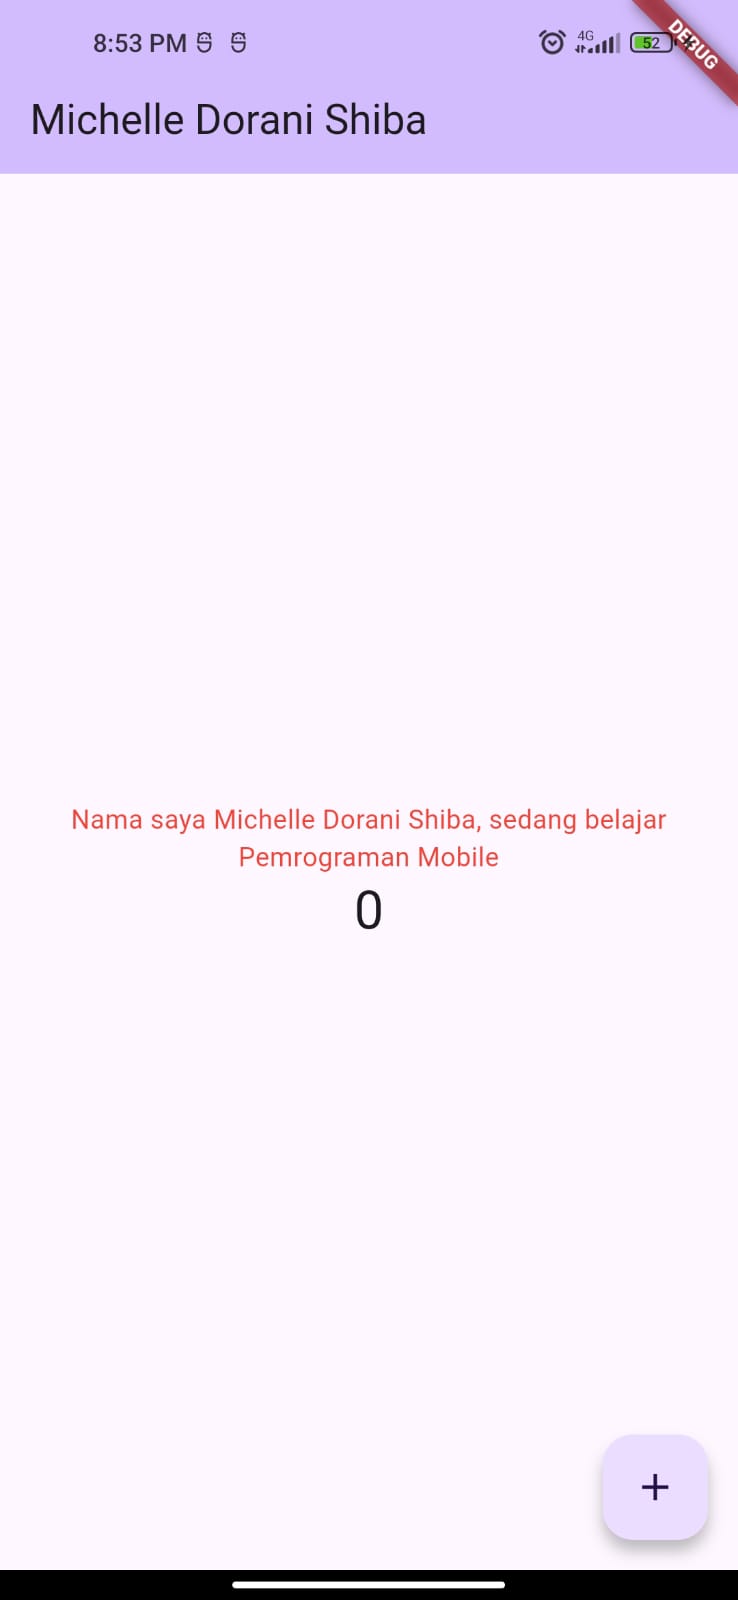 8:53 PM
4G
52
DEBUG
Michelle Dorani Shiba
Nama saya Michelle Dorani Shiba, sedang belajar
Pemrograman Mobile
0
+